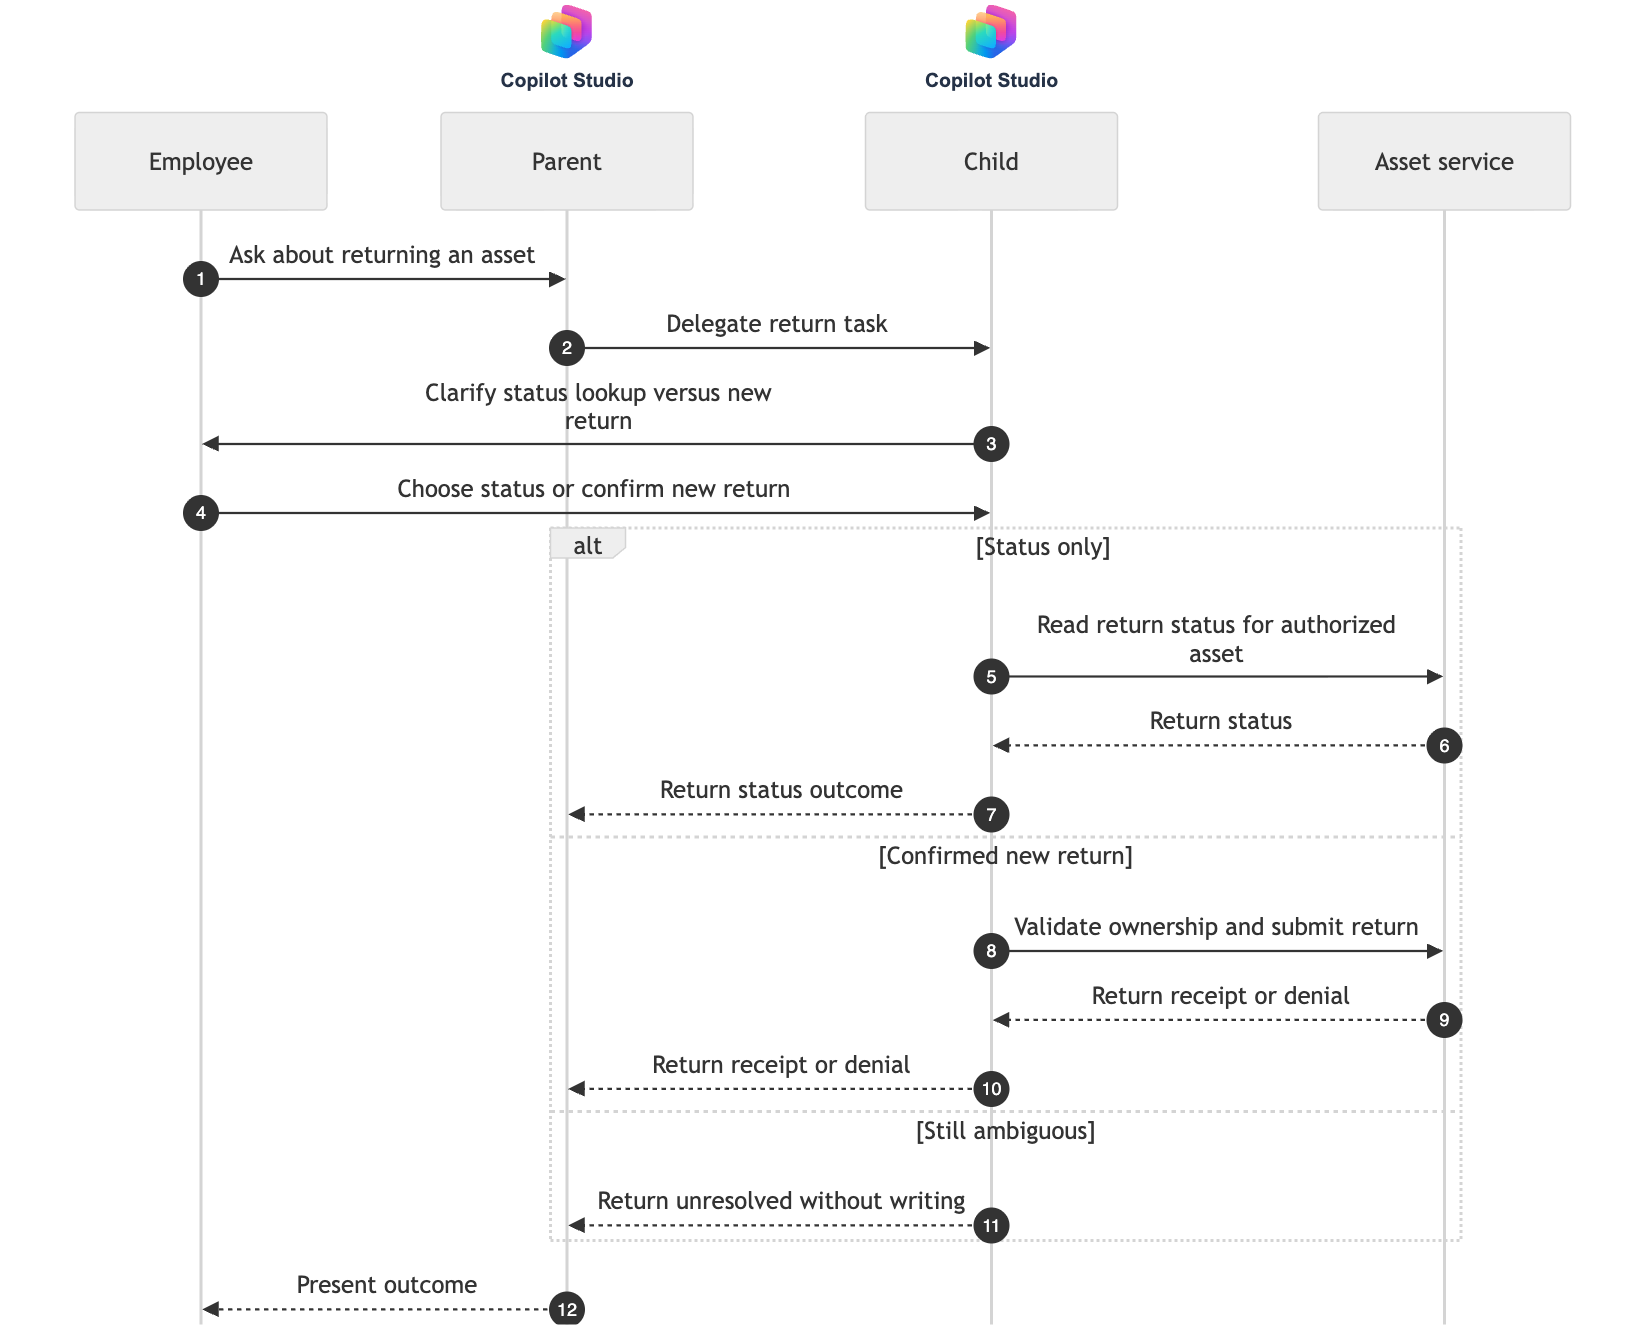 Copilot Studio
Copilot Studio
Employee
Parent
Child
Asset service
Ask about returning an asset
1
Delegate return task
2
Clarify status lookup versus new
return
3
Choose status or confirm new return
4
alt
[Status only]
Read return status for authorized
asset
5
Return status
6
Return status outcome
7
[Confirmed new return]
Validate ownership and submit return
8
Return receipt or denial
9
Return receipt or denial
10
[Still ambiguous]
Return unresolved without writing
11
Present outcome
12